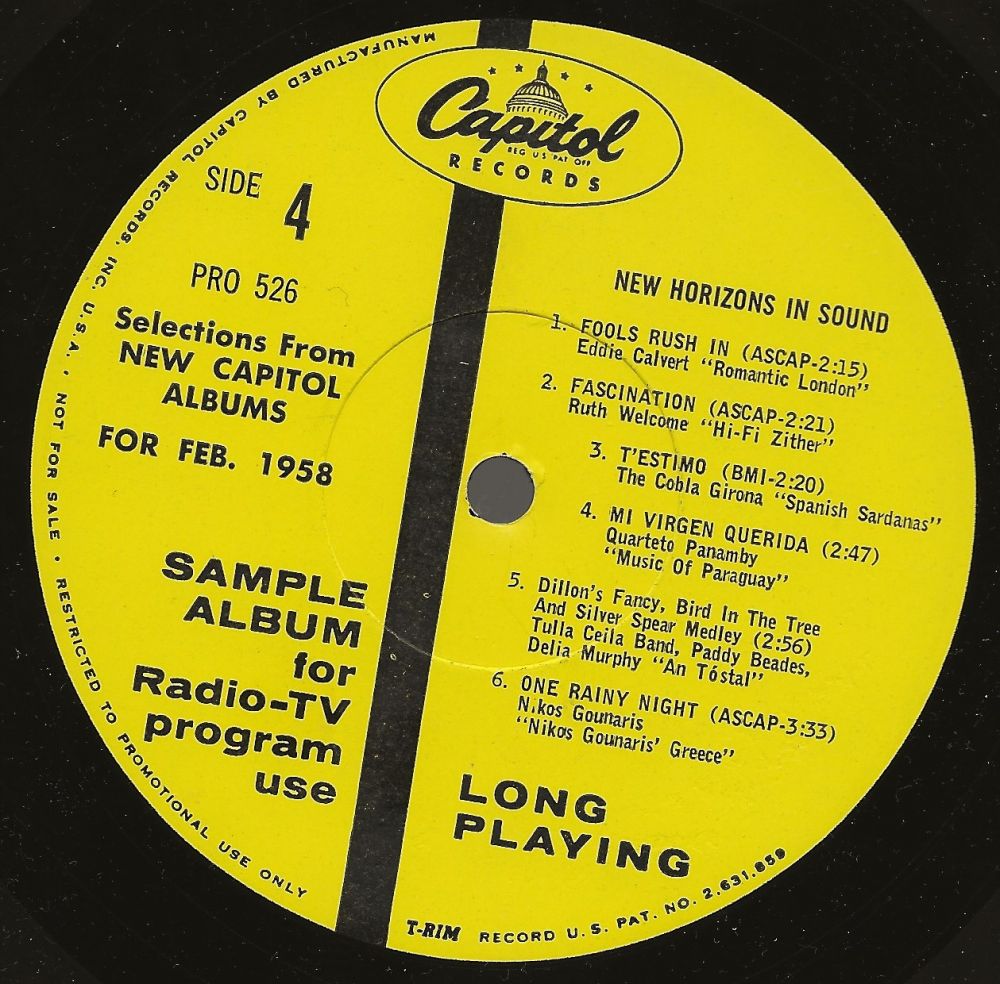 Capitol
REG U S PAT OFF
RECORDS
SIDE 4
PRO 526
Selections From
NEW CAPITOL
ALBUMS
FOR FEB. 1958
SAMPLE
ALBUM
for
Radio-TV
program
use
NEW HORIZONS IN SOUND
1. FOOLS RUSH IN (ASCAP-2:15)
Eddie Calvert "Romantic London"
2. FASCINATION (ASCAP-2:21)
Ruth Welcome "Hi-Fi Zither"
3. T'ESTIMO (BMI-2:20)
The Cobla Girona "Spanish Sardanas"
4. MI VIRGEN QUERIDA (2:47)
Quarteto Panamby
"Music Of Paraguay"
5. Dillon's Fancy, Bird In The Tree
And Silver Spear Medley (2:56)
Tulla Ceila Band, Paddy Beades,
Delia Murphy "An Tóstal"
6. ONE RAINY NIGHT (ASCAP-3:33)
Nikos Gounaris
"Nikos Gounaris' Greece"
LONG
PLAYING
MANUFACTURED BY CAPITOL RECORDS, INC. U.S.A. • NOT FOR SALE • RESTRICTED TO PROMOTIONAL USE ONLY
T-RIM RECORD U.S. PAT. NO. 2,631,859